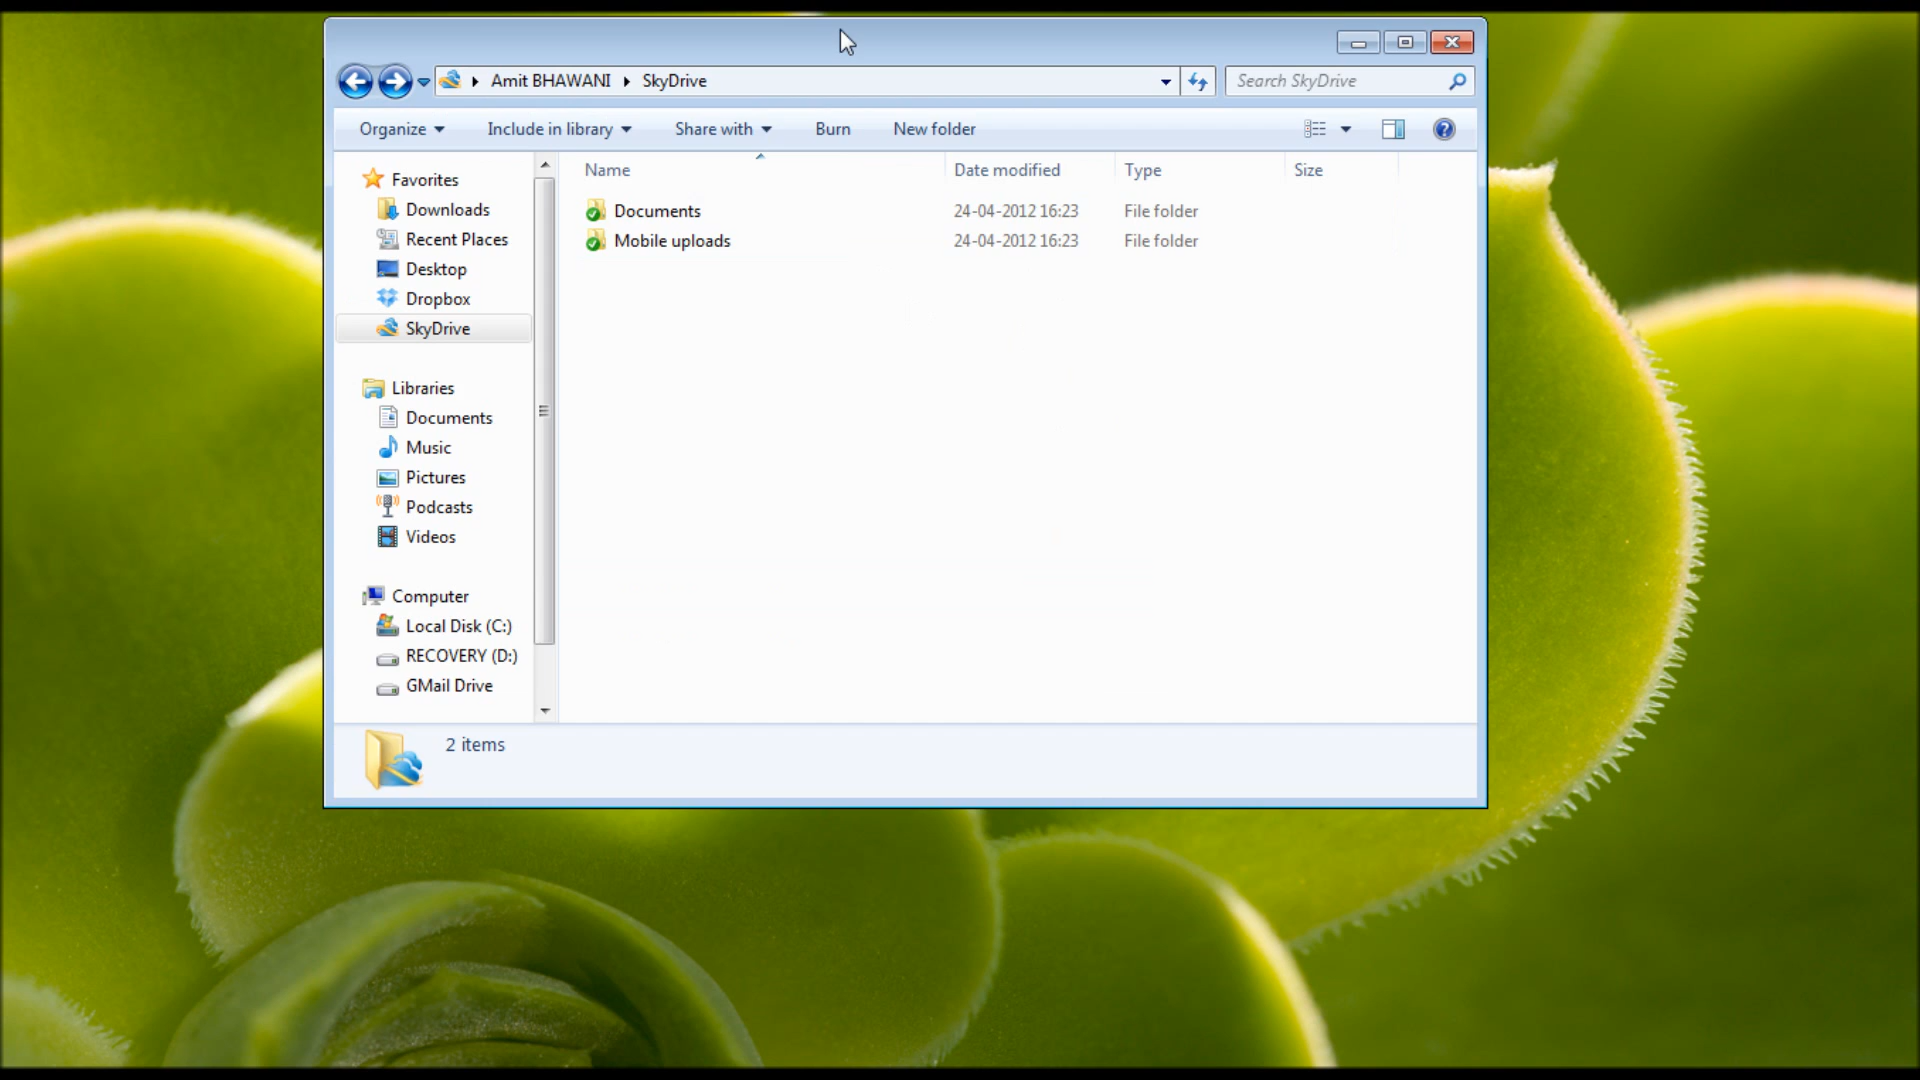 Amit BHAWANI SkyDrive Search SkyDrive
Organize Include in library Share with Burn New folder
Name Date modified Type Size
Favorites
Downloads
Recent Places
Desktop
Dropbox
SkyDrive
Libraries
Documents
Music
Pictures
Podcasts
Videos
Computer
Local Disk (C:)
RECOVERY (D:)
GMail Drive
Documents 24-04-2012 16:23 File folder
Mobile uploads 24-04-2012 16:23 File folder
2 items